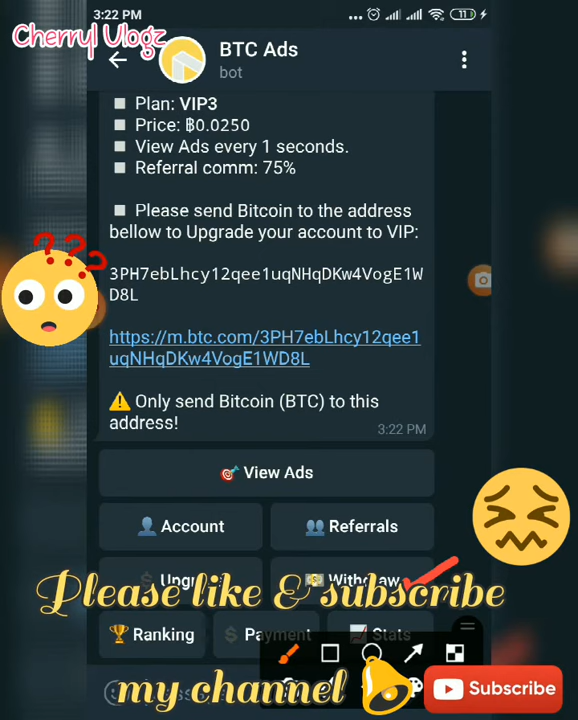 3:22 PM
11
Cherryl Vlogz
BTC Ads
bot
Plan: VIP3
Price: ฿0.0250
View Ads every 1 seconds.
Referral comm: 75%
Please send Bitcoin to the address
bellow to Upgrade your account to VIP:
3PH7ebLhcy12qee1uqNHqDKw4VogE1W
D8L
https://m.btc.com/3PH7ebLhcy12qee1
uqNHqDKw4VogE1WD8L
⚠️ Only send Bitcoin (BTC) to this
address!
3:22 PM
View Ads
Account Referrals
Withdraw
Please like & subscribe
Ranking Payment Stats
my channel Subscribe